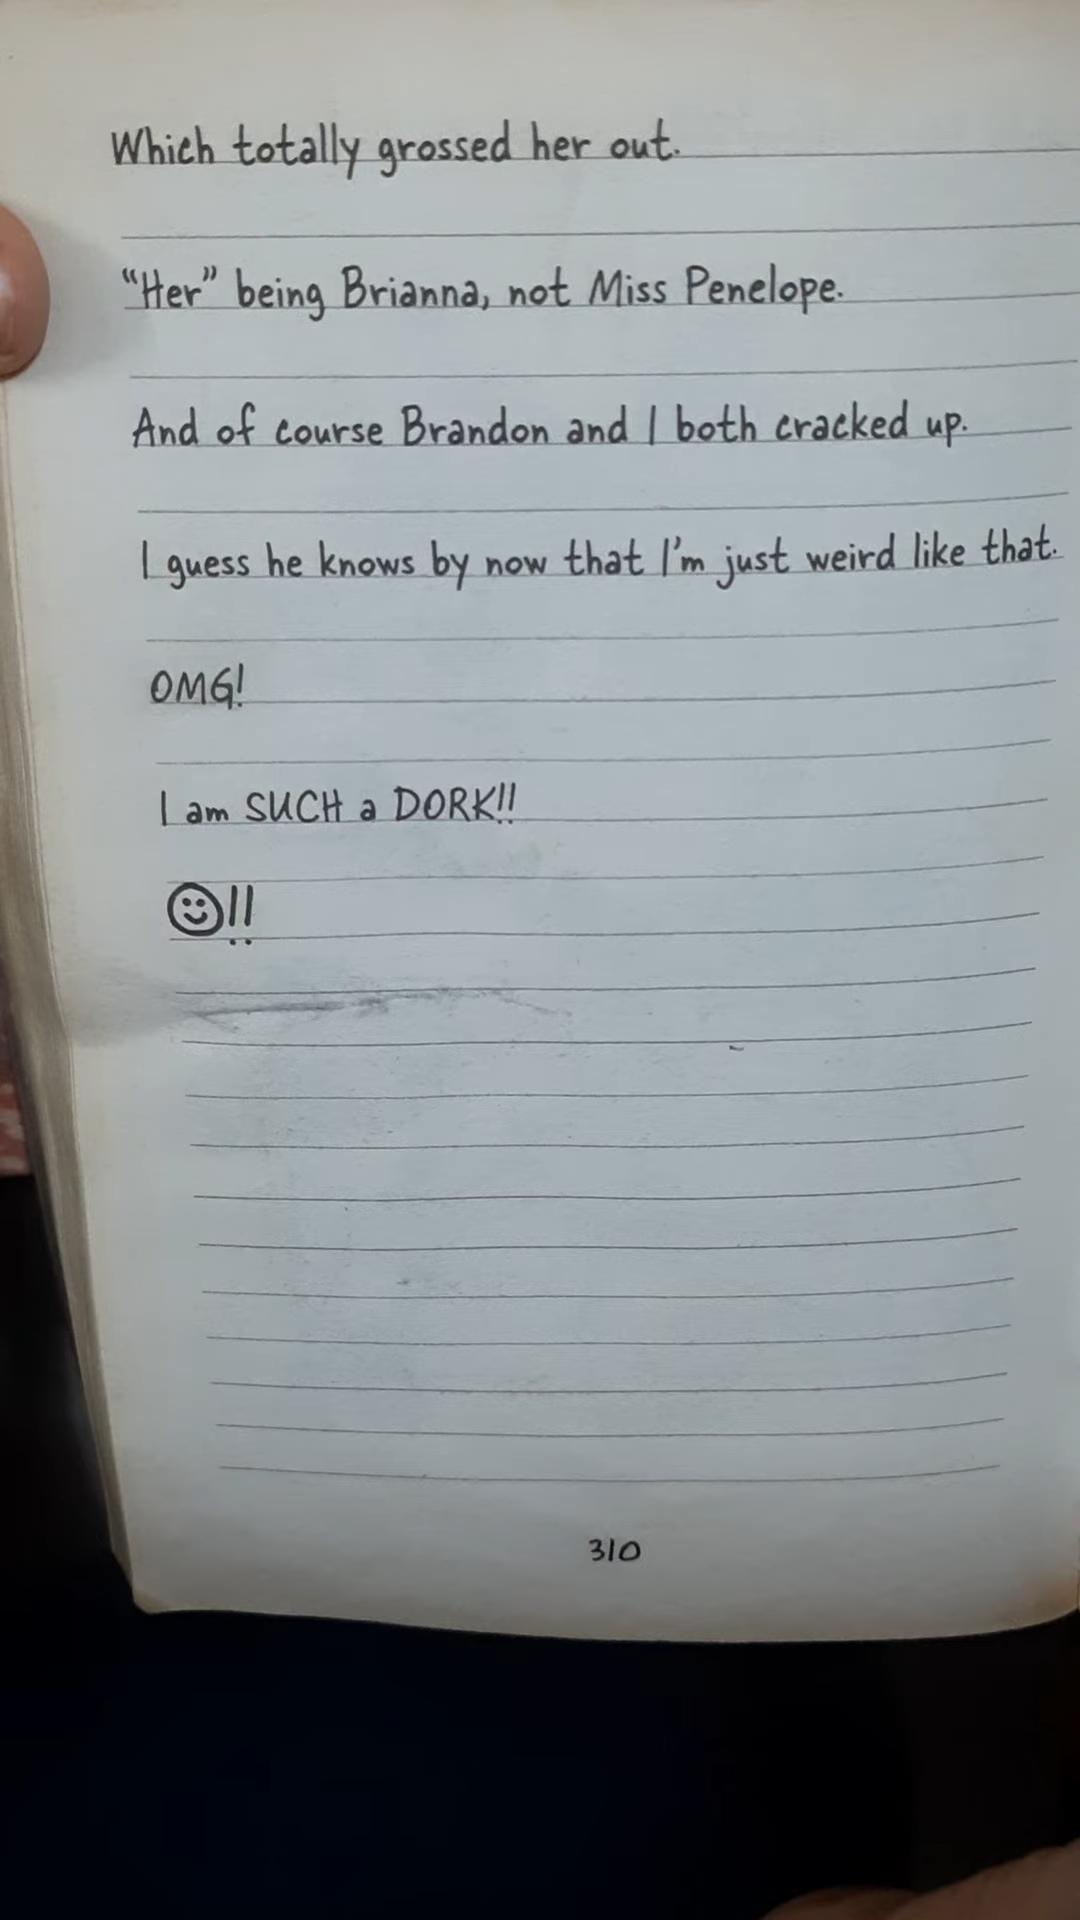 Which totally grossed her out.
“Her” being Brianna, not Miss Penelope.
And of course Brandon and I both cracked up.
I guess he knows by now that I'm just weird like that.
OMG!
I am SUCH a DORK!!
☺!!
310